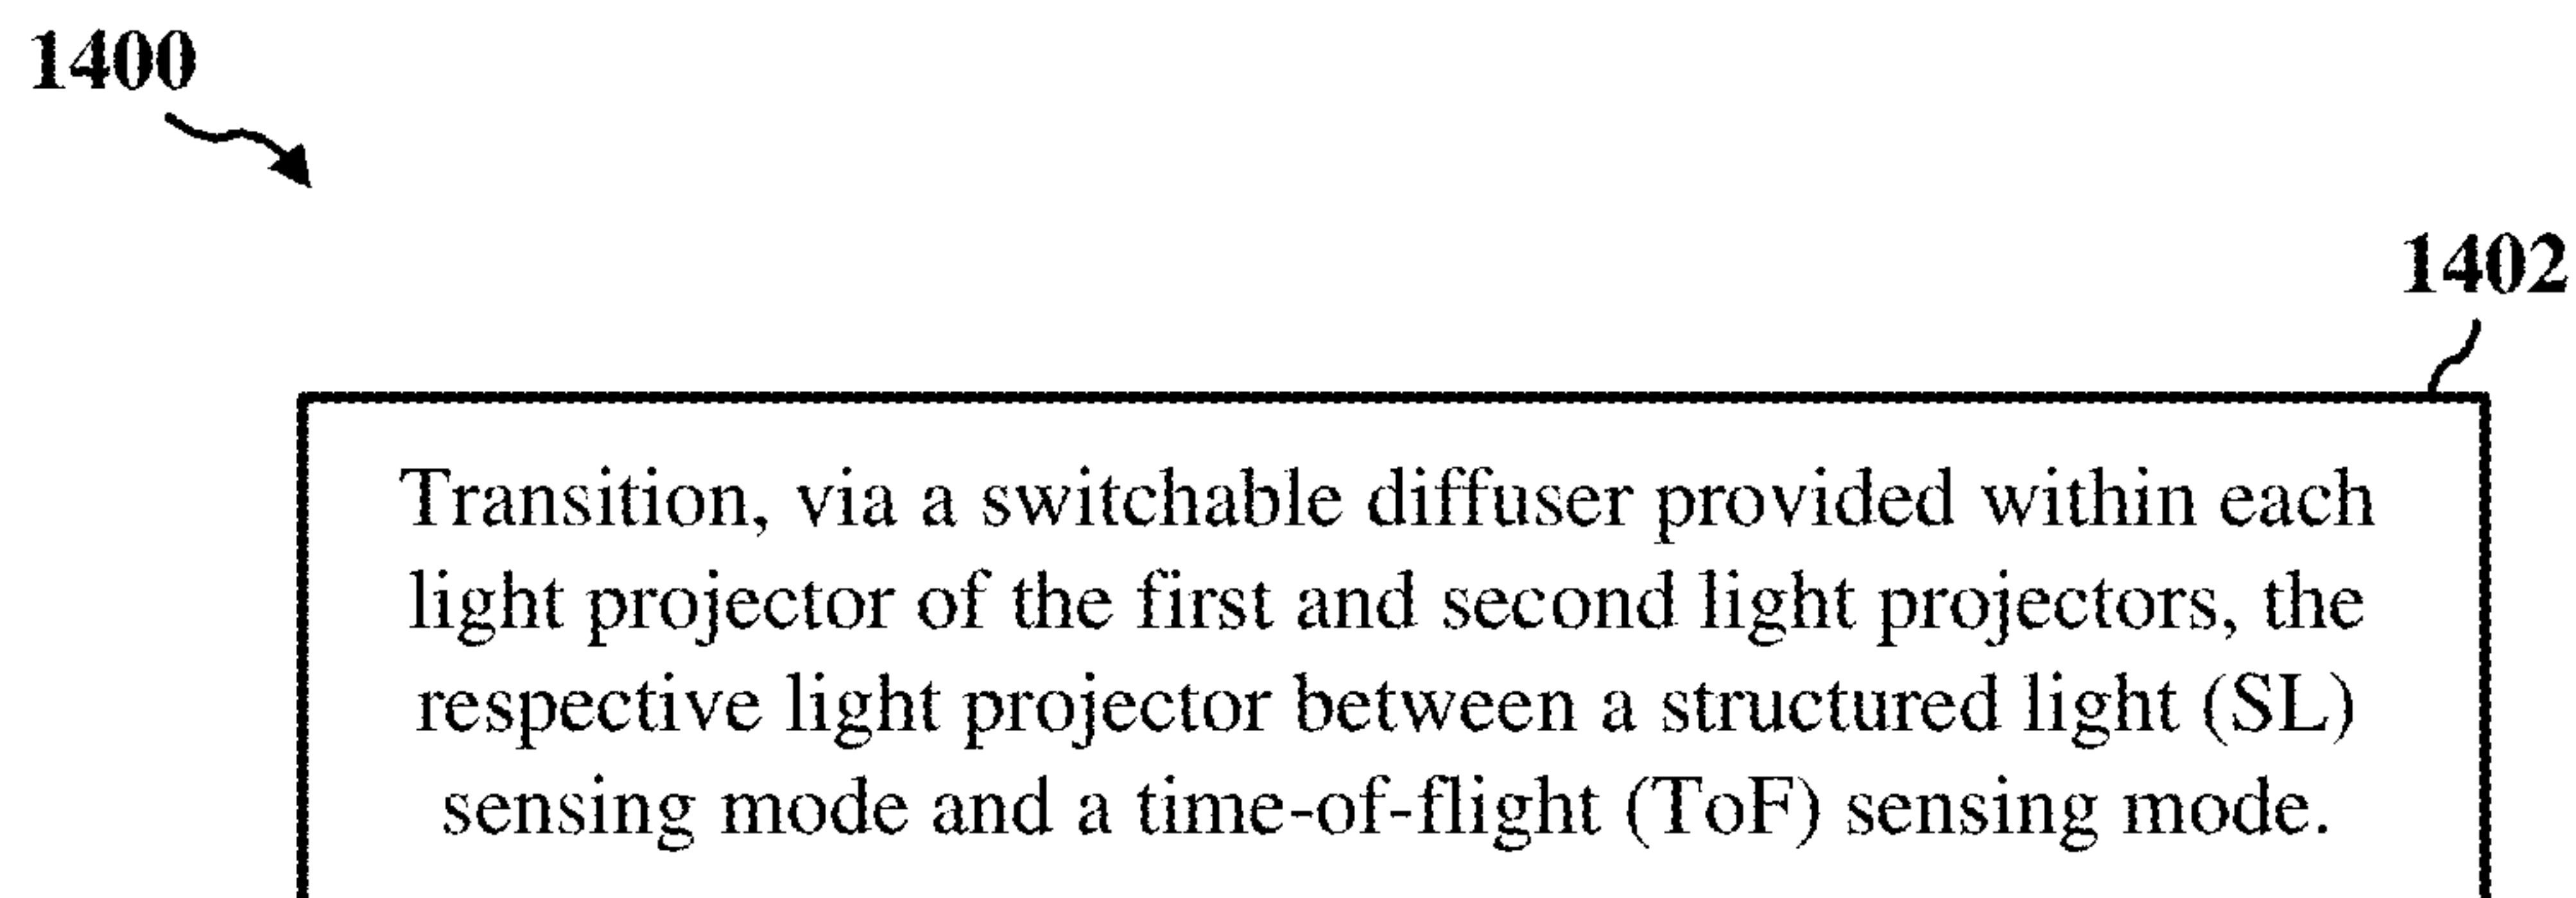 1400
1402
Transition, via a switchable diffuser provided within each
light projector of the first and second light projectors, the
respective light projector between a structured light (SL)
sensing mode and a time-of-flight (ToF) sensing mode.